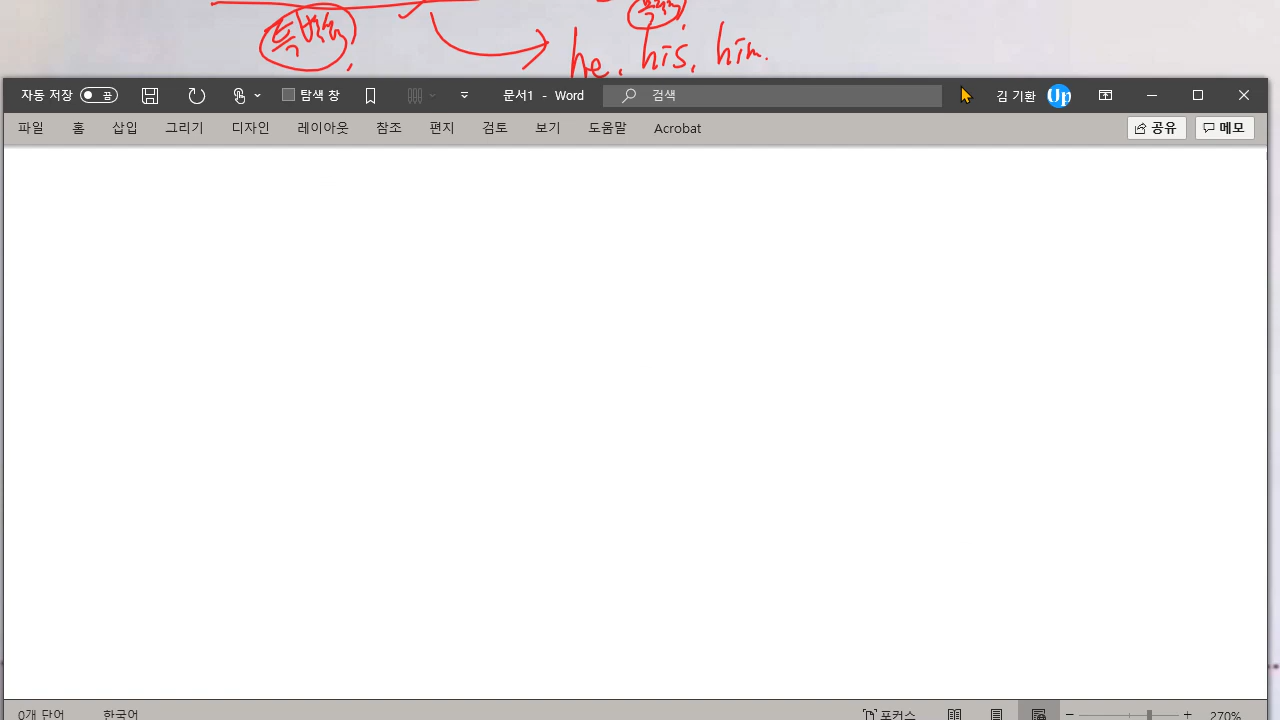 he, his, him.
자동 저장 끔 탐색 창 문서1 - Word 검색 김 기환 Up
파일 홈 삽입 그리기 디자인 레이아웃 참조 편지 검토 보기 도움말 Acrobat 공유 메모
0개 단어 한국어 포커스 270%